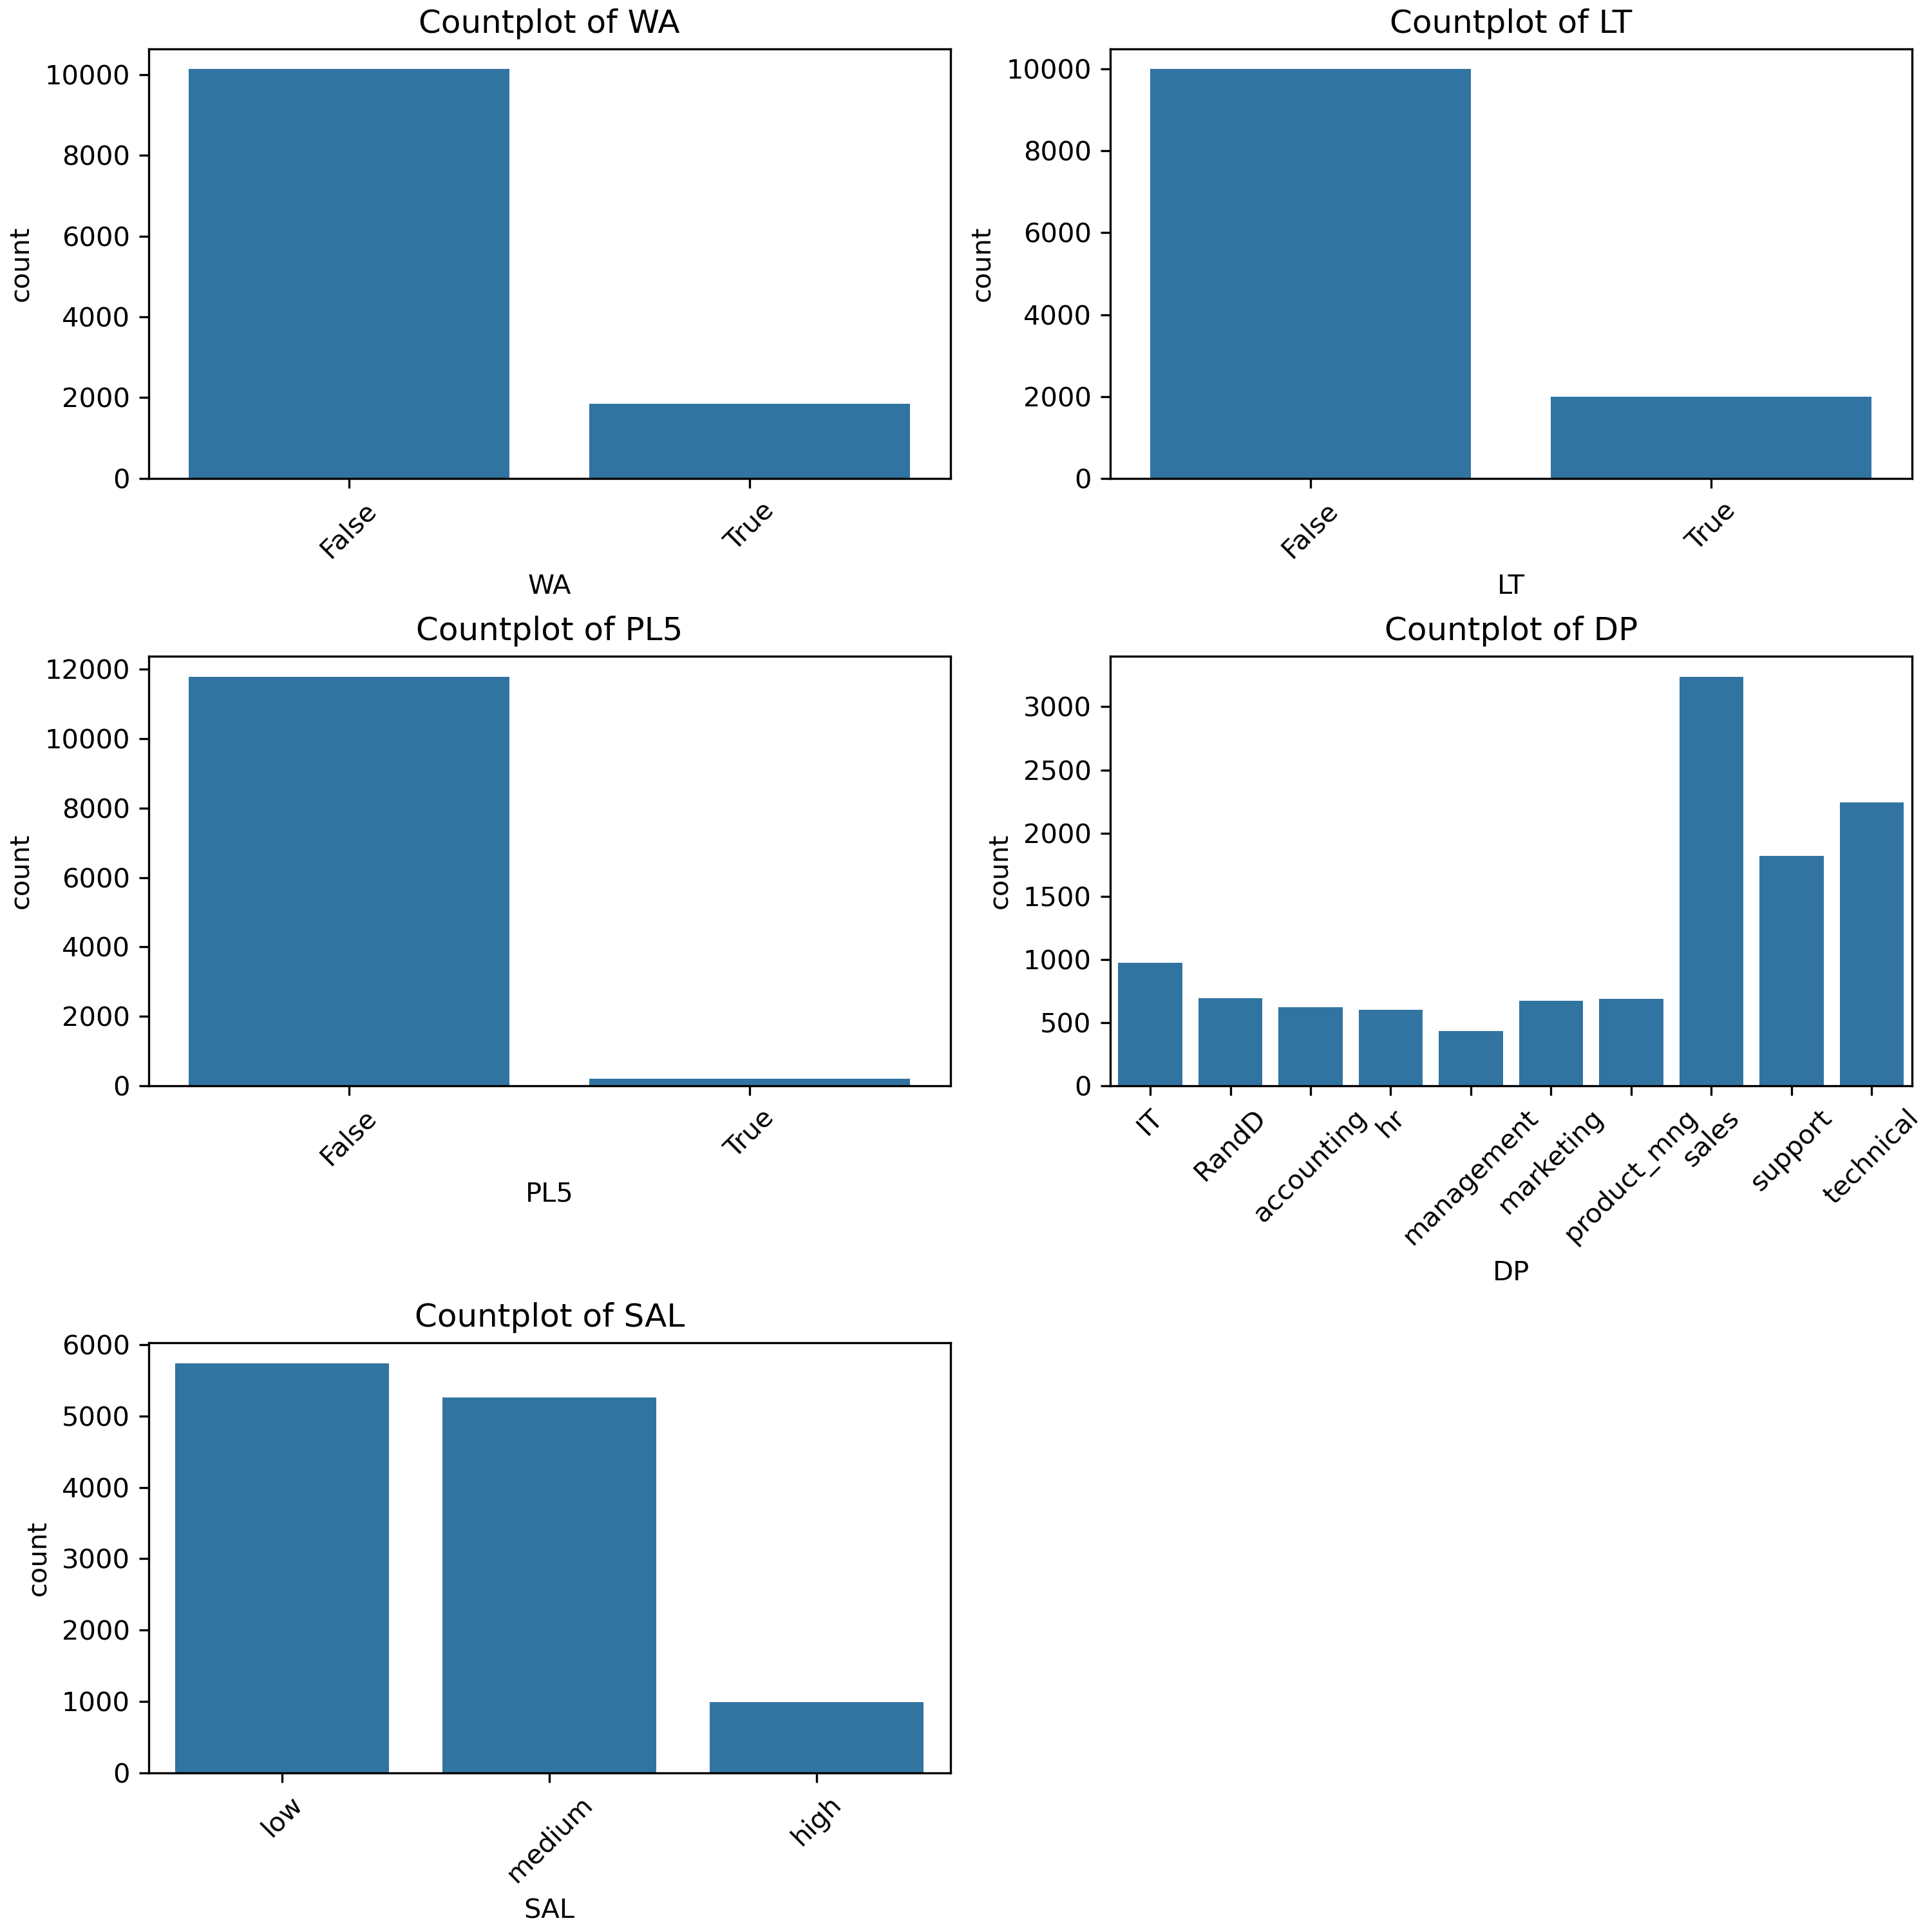 Countplot of WA
10000
8000
6000
4000
2000
0
count
False
True
WA
Countplot of LT
10000
8000
6000
4000
2000
0
count
False
True
LT
Countplot of PL5
12000
10000
8000
6000
4000
2000
0
count
False
True
PL5
Countplot of DP
3000
2500
2000
1500
1000
500
0
count
IT
RandD
accounting
hr
management
marketing
product_mng
sales
support
technical
DP
Countplot of SAL
6000
5000
4000
3000
2000
1000
0
count
low
medium
high
SAL